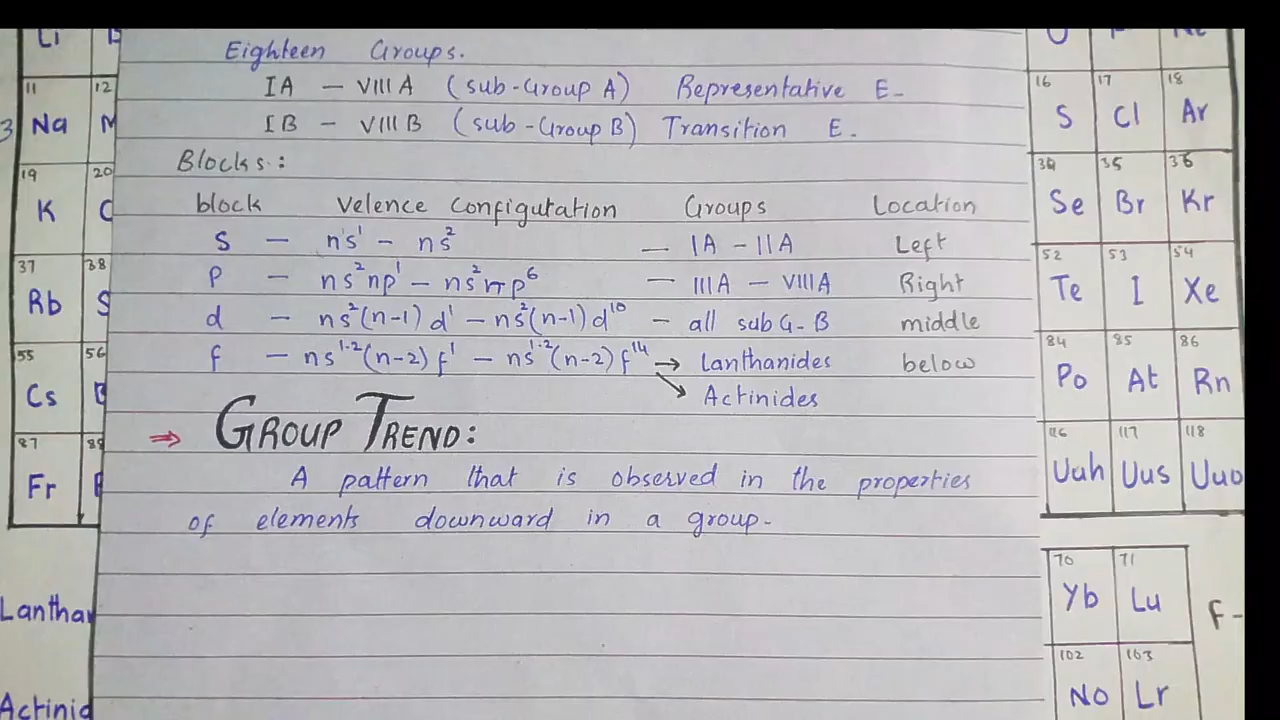 Eighteen Groups.
IA – VIIIA (sub-Group A) Representative E-
IB – VIIIB (sub-Group B) Transition E.
Blocks:
block Velence Configutation Groups Location
S – ns¹ – ns² — IA – IIA Left
P – ns²np¹ – ns²np⁶ — IIIA – VIIIA Right
d – ns²(n-1)d¹ – ns²(n-1)d¹⁰ – all sub G-B middle
f – ns¹⁻²(n-2)f¹ – ns¹⁻²(n-2)f¹⁴ → Lanthanides below
↘ Actinides
⇒ GROUP TREND:
A pattern that is observed in the properties
of elements downward in a group-
Li
11 12
3 Na
19 20
K
37 38
Rb
55 56
Cs
87 88
Fr
16 17 18
S Cl Ar
34 35 36
Se Br Kr
52 53 54
Te I Xe
84 85 86
Po At Rn
116 117 118
Uuh Uus Uuo
70 71
Yb Lu
F-
102 103
No Lr